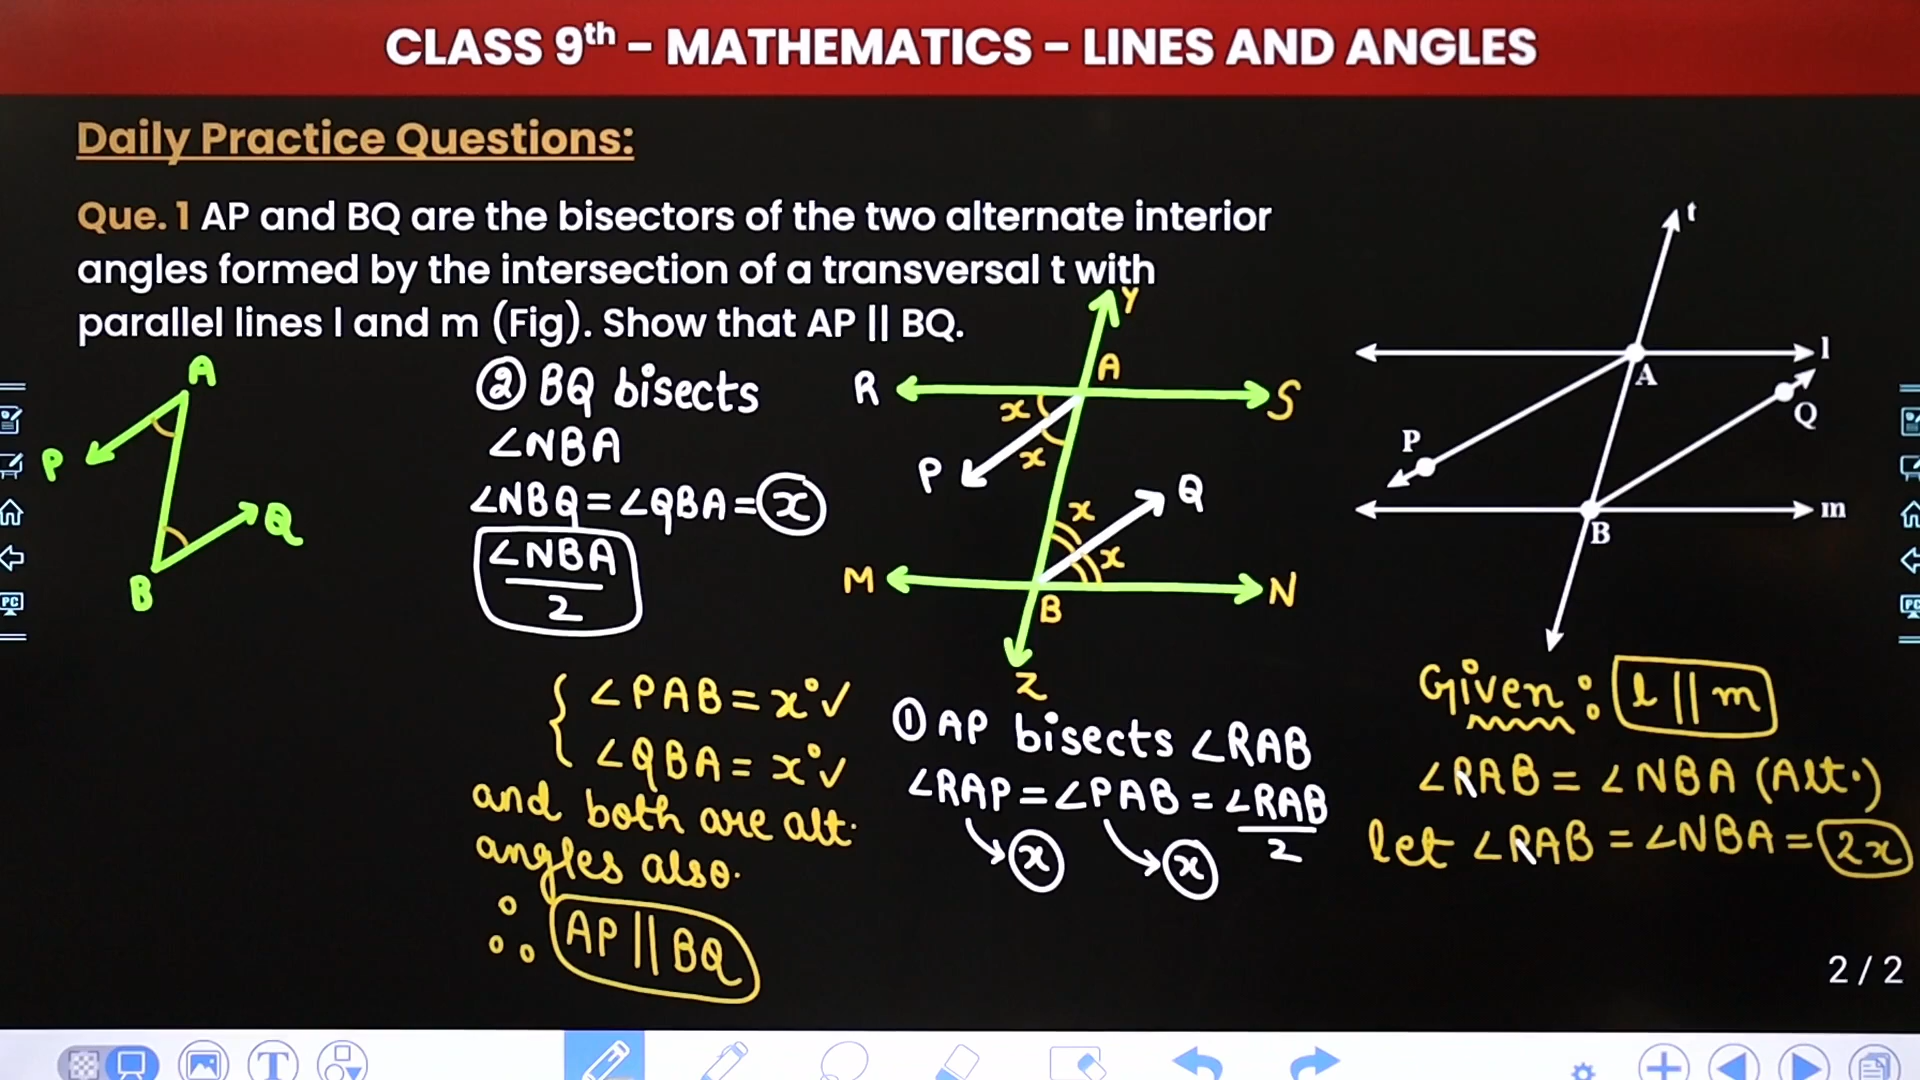 CLASS 9th - MATHEMATICS - LINES AND ANGLES
Daily Practice Questions:
Que. 1 AP and BQ are the bisectors of the two alternate interior
angles formed by the intersection of a transversal t with
parallel lines l and m (Fig). Show that AP || BQ.
A
P
Q
B
② BQ bisects
∠NBA
∠NBQ = ∠QBA = x
∠NBA
2
{ ∠PAB = x° ✓
∠QBA = x° ✓
and both are alt.
angles also.
∴ AP || BQ
Y
R
A
S
x
x
P
Q
x
x
M
B
N
Z
① AP bisects ∠RAB
∠RAP = ∠PAB = ∠RAB
2
x
x
t
l
A
P
Q
m
B
Given : l || m
∠RAB = ∠NBA (Alt.)
let ∠RAB = ∠NBA = 2x
2 / 2
PC
PC
T